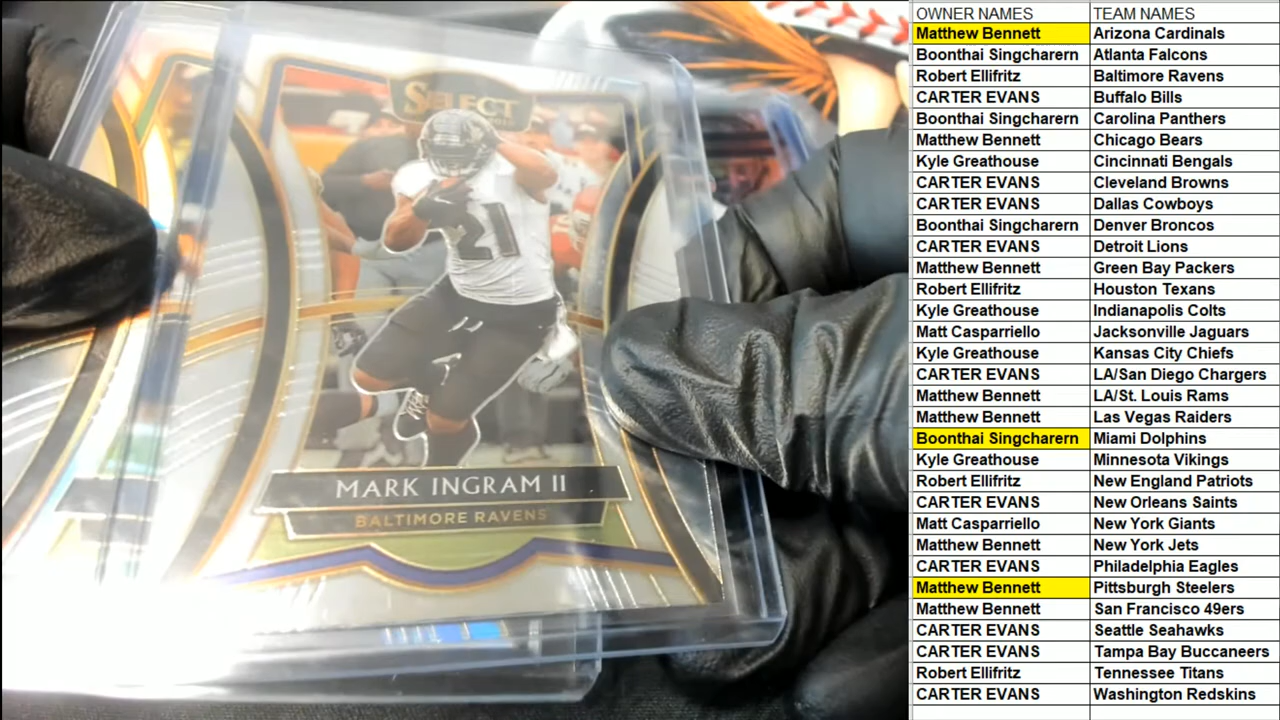 SELECT
21
MARK INGRAM II
BALTIMORE RAVENS
OWNER NAMES TEAM NAMES
Matthew Bennett Arizona Cardinals
Boonthai Singcharern Atlanta Falcons
Robert Ellifritz Baltimore Ravens
CARTER EVANS Buffalo Bills
Boonthai Singcharern Carolina Panthers
Matthew Bennett Chicago Bears
Kyle Greathouse Cincinnati Bengals
CARTER EVANS Cleveland Browns
CARTER EVANS Dallas Cowboys
Boonthai Singcharern Denver Broncos
CARTER EVANS Detroit Lions
Matthew Bennett Green Bay Packers
Robert Ellifritz Houston Texans
Kyle Greathouse Indianapolis Colts
Matt Casparriello Jacksonville Jaguars
Kyle Greathouse Kansas City Chiefs
CARTER EVANS LA/San Diego Chargers
Matthew Bennett LA/St. Louis Rams
Matthew Bennett Las Vegas Raiders
Boonthai Singcharern Miami Dolphins
Kyle Greathouse Minnesota Vikings
Robert Ellifritz New England Patriots
CARTER EVANS New Orleans Saints
Matt Casparriello New York Giants
Matthew Bennett New York Jets
CARTER EVANS Philadelphia Eagles
Matthew Bennett Pittsburgh Steelers
Matthew Bennett San Francisco 49ers
CARTER EVANS Seattle Seahawks
CARTER EVANS Tampa Bay Buccaneers
Robert Ellifritz Tennessee Titans
CARTER EVANS Washington Redskins